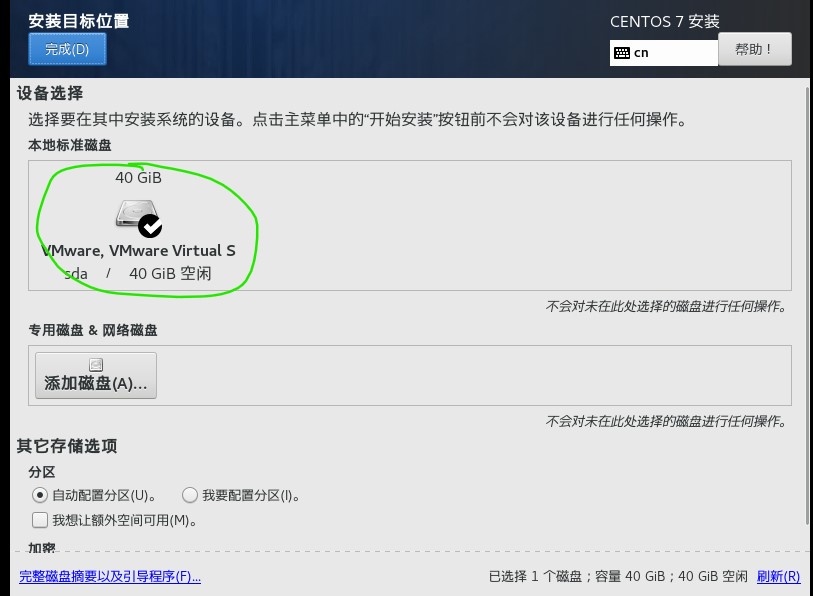 安装目标位置
CENTOS 7 安装
完成(D)
cn
帮助！
设备选择
选择要在其中安装系统的设备。点击主菜单中的“开始安装”按钮前不会对该设备进行任何操作。
本地标准磁盘
40 GiB
VMware, VMware Virtual S
sda / 40 GiB 空闲
不会对未在此处选择的磁盘进行任何操作。
专用磁盘 & 网络磁盘
添加磁盘(A)...
不会对未在此处选择的磁盘进行任何操作。
其它存储选项
分区
自动配置分区(U)。 我要配置分区(I)。
我想让额外空间可用(M)。
加密
完整磁盘摘要以及引导程序(F)...
已选择 1 个磁盘；容量 40 GiB；40 GiB 空闲 刷新(R)